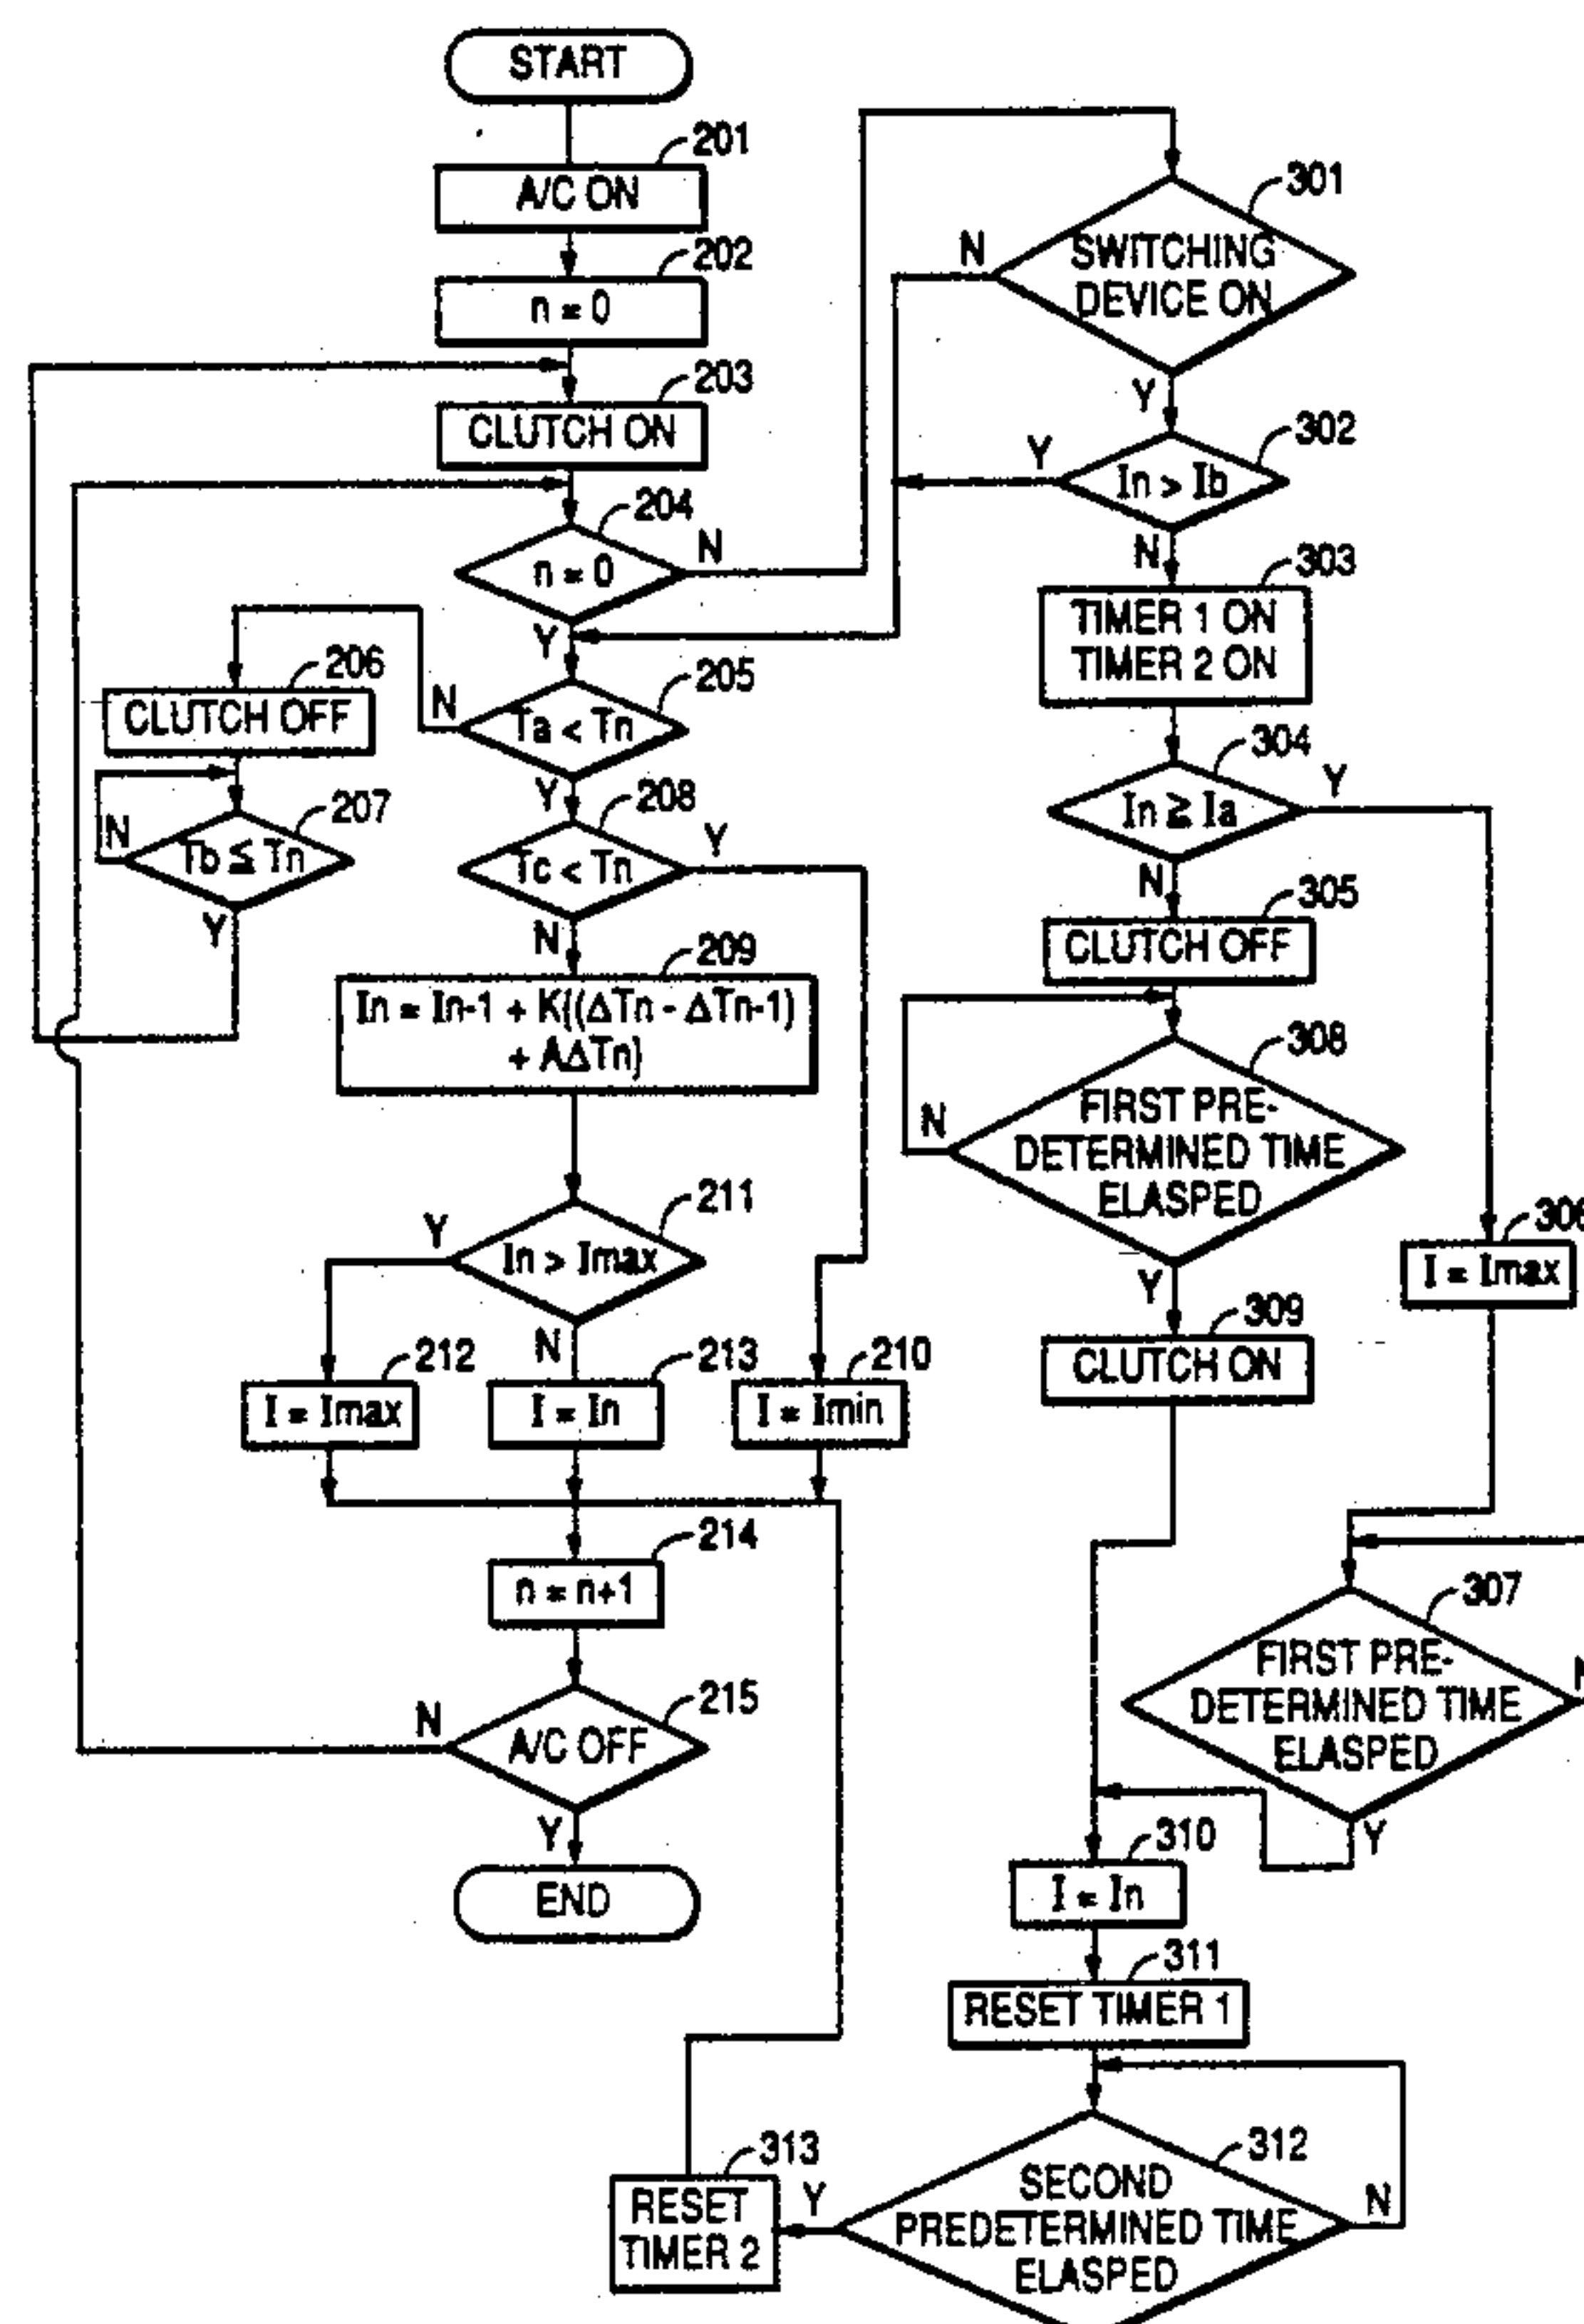 START
201
A/C ON
202
n = 0
203
CLUTCH ON
204
n = 0
N
Y
205
Ta < Tn
N
Y
206
CLUTCH OFF
207
Tb ≦ Tn
N
Y
208
Tc < Tn
Y
N
209
In = In-1 + K{(ΔTn - ΔTn-1)
+ AΔTn}
211
In > Imax
Y
N
212
I = Imax
213
I = In
210
I = Imin
214
n = n+1
215
A/C OFF
N
Y
END
301
SWITCHING
DEVICE ON
N
Y
302
In > Ib
Y
N
303
TIMER 1 ON
TIMER 2 ON
304
In ≧ Ia
Y
N
305
CLUTCH OFF
308
FIRST PRE-
DETERMINED TIME
ELASPED
N
Y
306
I = Imax
309
CLUTCH ON
307
FIRST PRE-
DETERMINED TIME
ELASPED
N
Y
310
I = In
311
RESET TIMER 1
312
SECOND
PREDETERMINED TIME
ELASPED
N
Y
313
RESET
TIMER 2